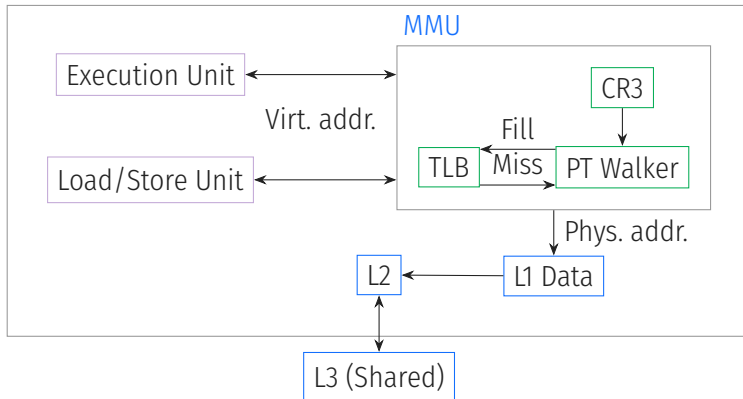 MMU
Execution Unit
CR3
Virt. addr.
Fill
TLB
Miss
PT Walker
Load/Store Unit
Phys. addr.
L2
L1 Data
L3 (Shared)